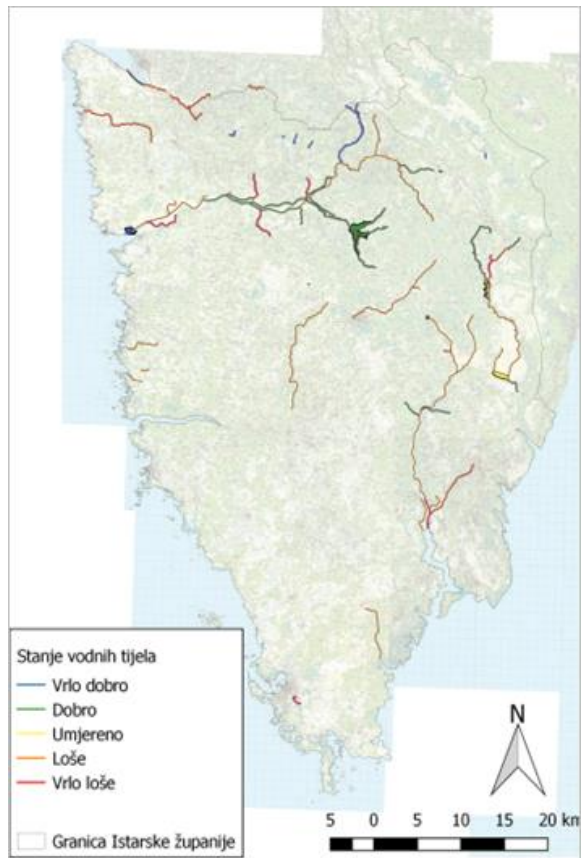 Stanje vodnih tijela
Vrlo dobro
Dobro
Umjereno
Loše
Vrlo loše
Granica Istarske županije
N
5 0 5 10 15 20 km